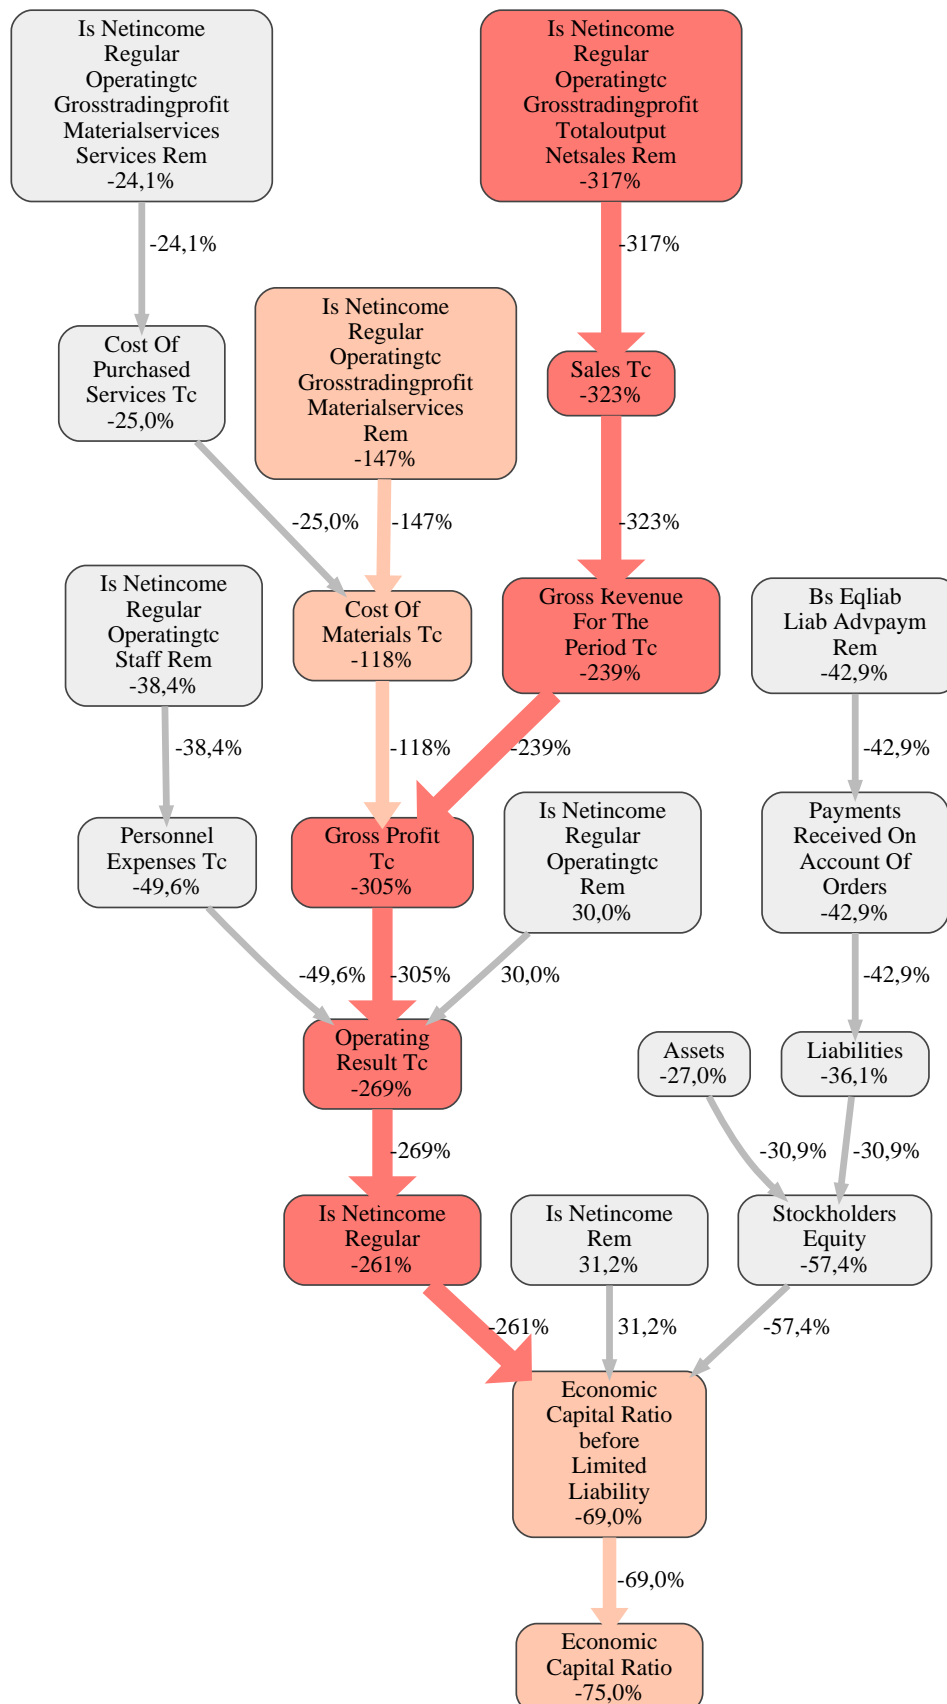 Is Netincome
Regular
Operatingtc
Grosstradingprofit
Materialservices
Services Rem
-24,1%
Is Netincome
Regular
Operatingtc
Grosstradingprofit
Totaloutput
Netsales Rem
-317%
-24,1%
-317%
Is Netincome
Regular
Operatingtc
Grosstradingprofit
Materialservices
Rem
-147%
Cost Of
Purchased
Services Tc
-25,0%
Sales Tc
-323%
-25,0%
-147%
-323%
Is Netincome
Regular
Operatingtc
Staff Rem
-38,4%
Cost Of
Materials Tc
-118%
Gross Revenue
For The
Period Tc
-239%
Bs Eqliab
Liab Advpaym
Rem
-42,9%
-38,4%
-118%
-239%
-42,9%
Personnel
Expenses Tc
-49,6%
Gross Profit
Tc
-305%
Is Netincome
Regular
Operatingtc
Rem
30,0%
Payments
Received On
Account Of
Orders
-42,9%
-49,6%
-305%
30,0%
-42,9%
Operating
Result Tc
-269%
Assets
-27,0%
Liabilities
-36,1%
-269%
-30,9%
-30,9%
Is Netincome
Regular
-261%
Is Netincome
Rem
31,2%
Stockholders
Equity
-57,4%
-261%
31,2%
-57,4%
Economic
Capital Ratio
before
Limited
Liability
-69,0%
-69,0%
Economic
Capital Ratio
-75,0%